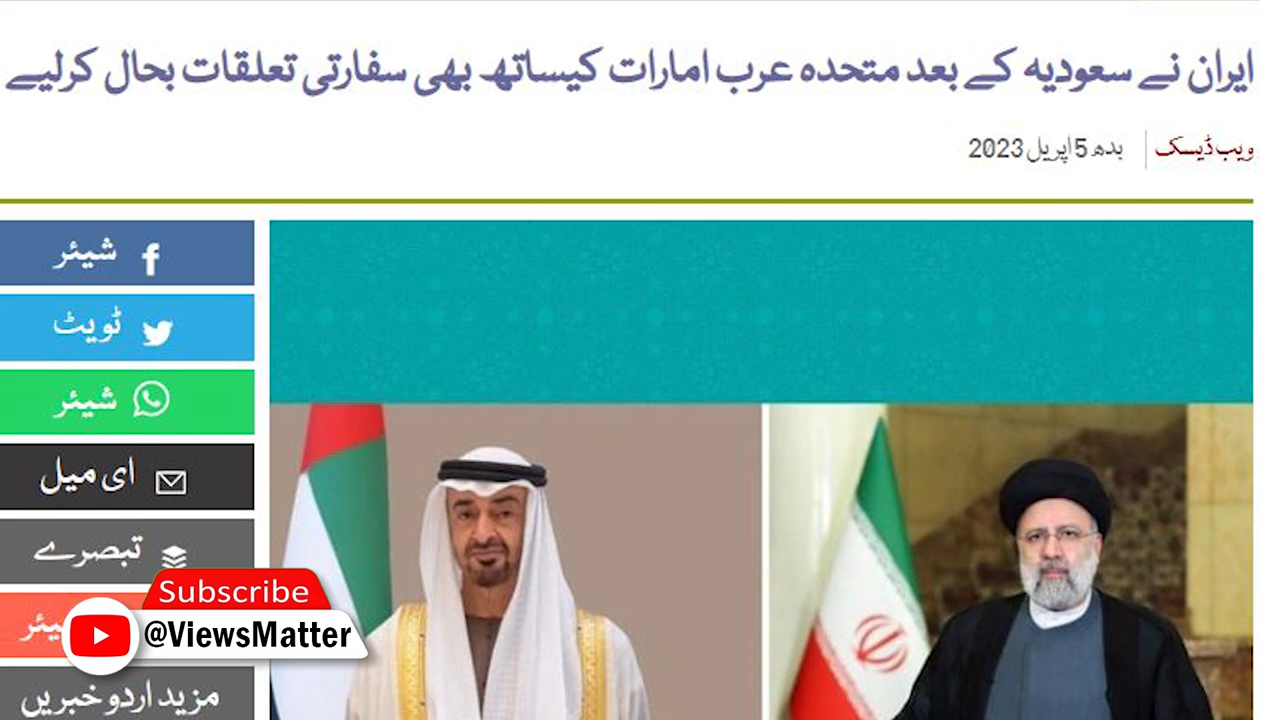 ایران نے سعودیہ کے بعد متحدہ عرب امارات کیساتھ بھی سفارتی تعلقات بحال کرلیے
ویب ڈیسک | بدھ 5 اپریل 2023
شیئر
ٹویٹ
شیئر
ای میل
تبصرے
Subscribe
@ViewsMatter
مزید اردو خبریں